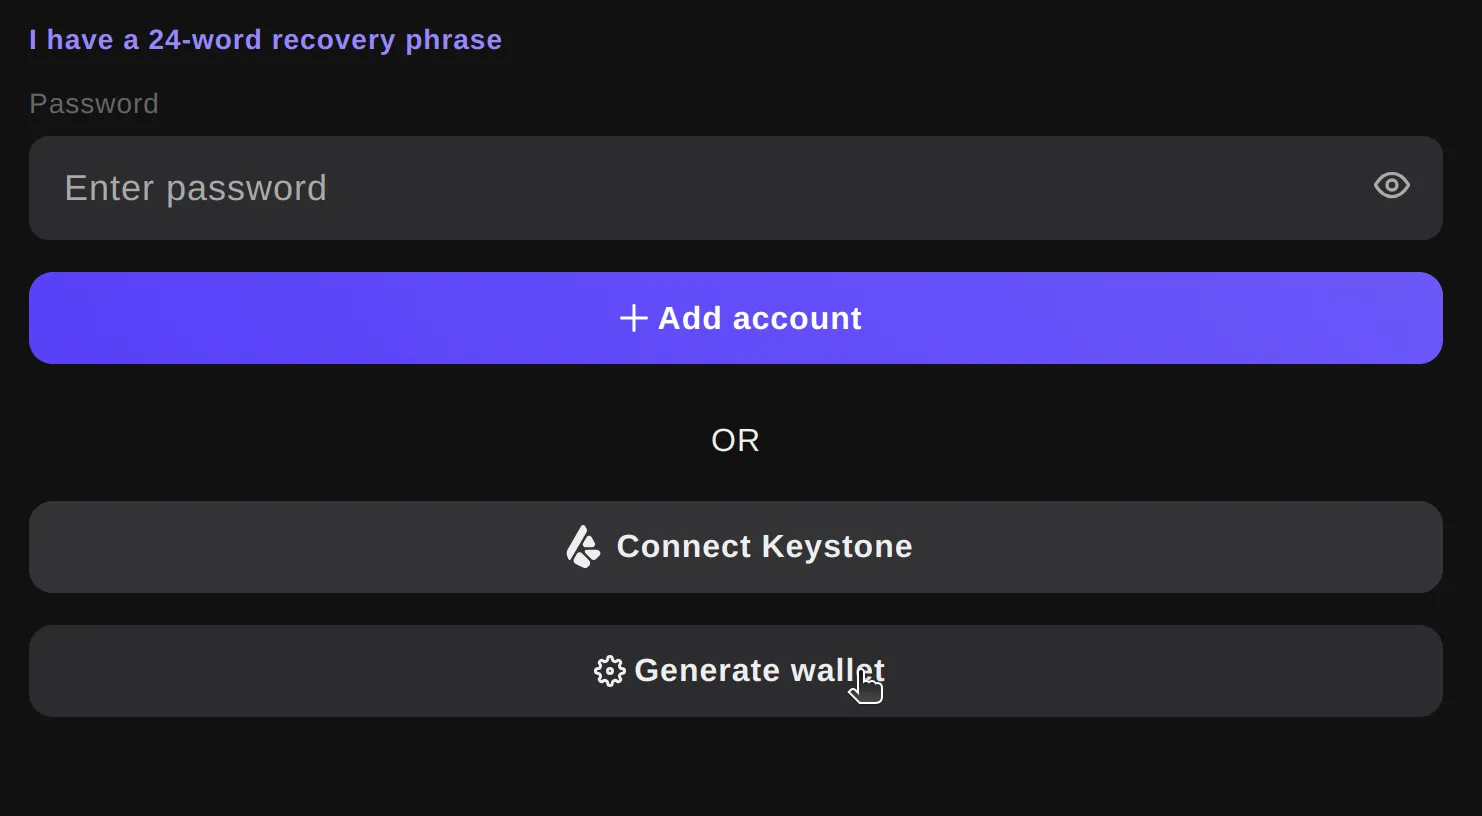 I have a 24-word recovery phrase
Password
Enter password
Add account
OR
Connect Keystone
Generate wallet